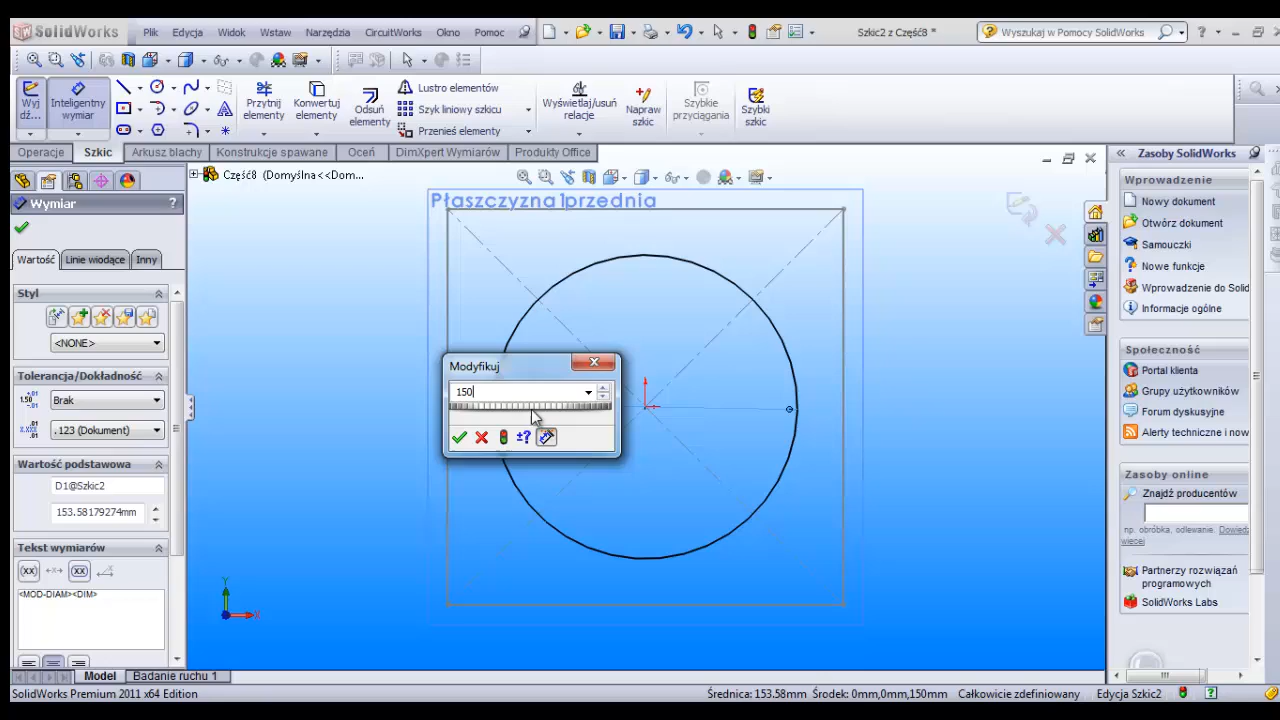 SolidWorks Plik Edycja Widok Wstaw Narzędzia CircuitWorks Okno Pomoc Szkic2 z Część8 * Wyszukaj w Pomocy SolidWorks
Wyj
dź...
Inteligentny
wymiar
Przytnij
elementy
Konwertuj
elementy
Odsuń
elementy
Lustro elementów
Szyk liniowy szkicu
Przenieś elementy
Wyświetlaj/usuń
relacje
Napraw
szkic
Szybkie
przyciągania
Szybki
szkic
Operacje Szkic Arkusz blachy Konstrukcje spawane Oceń DimXpert Wymiarów Produkty Office
Część8 (Domyślna<<Dom...
Wymiar ?
Wartość Linie wiodące Inny
Styl
<NONE>
Tolerancja/Dokładność
Brak
.123 (Dokument)
Wartość podstawowa
D1@Szkic2
153.58179274mm
Tekst wymiarów
<MOD-DIAM><DIM>
Płaszczyzna1przednia
Modyfikuj
150
Y
X
Zasoby SolidWorks
Wprowadzenie
Nowy dokument
Otwórz dokument
Samouczki
Nowe funkcje
Wprowadzenie do Solid
Informacje ogólne
Społeczność
Portal klienta
Grupy użytkowników
Forum dyskusyjne
Alerty techniczne i now
Zasoby online
Znajdź producentów
np. obróbka, odlewanie. Dowiedz
więcej
Partnerzy rozwiązań
programowych
SolidWorks Labs
Model Badanie ruchu 1
SolidWorks Premium 2011 x64 Edition Średnica: 153.58mm Środek: 0mm,0mm,150mm Całkowicie zdefiniowany Edycja Szkic2